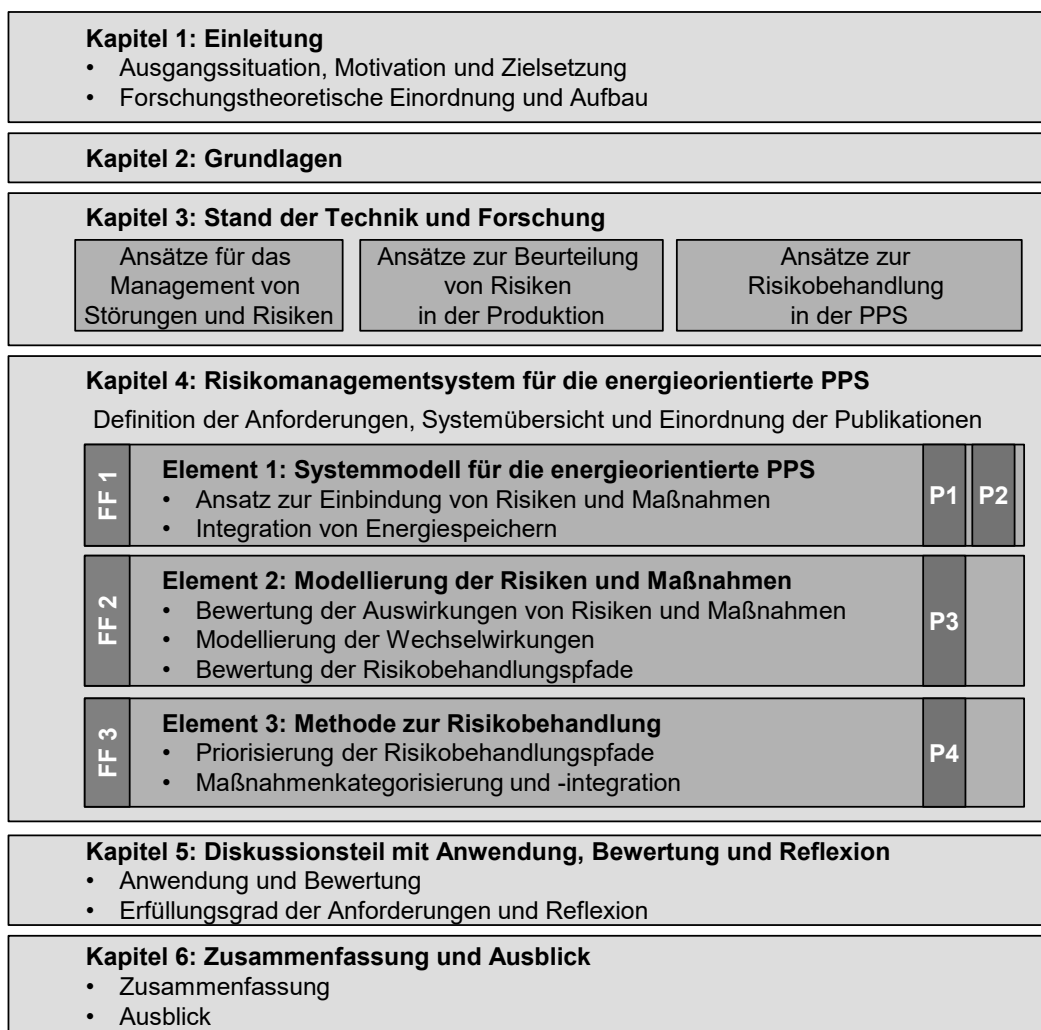 Kapitel 1: Einleitung
• Ausgangssituation, Motivation und Zielsetzung
• Forschungstheoretische Einordnung und Aufbau
Kapitel 2: Grundlagen
Kapitel 3: Stand der Technik und Forschung
Ansätze für das
Management von
Störungen und Risiken
Ansätze zur Beurteilung
von Risiken
in der Produktion
Ansätze zur
Risikobehandlung
in der PPS
Kapitel 4: Risikomanagementsystem für die energieorientierte PPS
Definition der Anforderungen, Systemübersicht und Einordnung der Publikationen
FF 1
Element 1: Systemmodell für die energieorientierte PPS
• Ansatz zur Einbindung von Risiken und Maßnahmen
• Integration von Energiespeichern
P1 P2
FF 2
Element 2: Modellierung der Risiken und Maßnahmen
• Bewertung der Auswirkungen von Risiken und Maßnahmen
• Modellierung der Wechselwirkungen
• Bewertung der Risikobehandlungspfade
P3
FF 3
Element 3: Methode zur Risikobehandlung
• Priorisierung der Risikobehandlungspfade
• Maßnahmenkategorisierung und -integration
P4
Kapitel 5: Diskussionsteil mit Anwendung, Bewertung und Reflexion
• Anwendung und Bewertung
• Erfüllungsgrad der Anforderungen und Reflexion
Kapitel 6: Zusammenfassung und Ausblick
• Zusammenfassung
• Ausblick